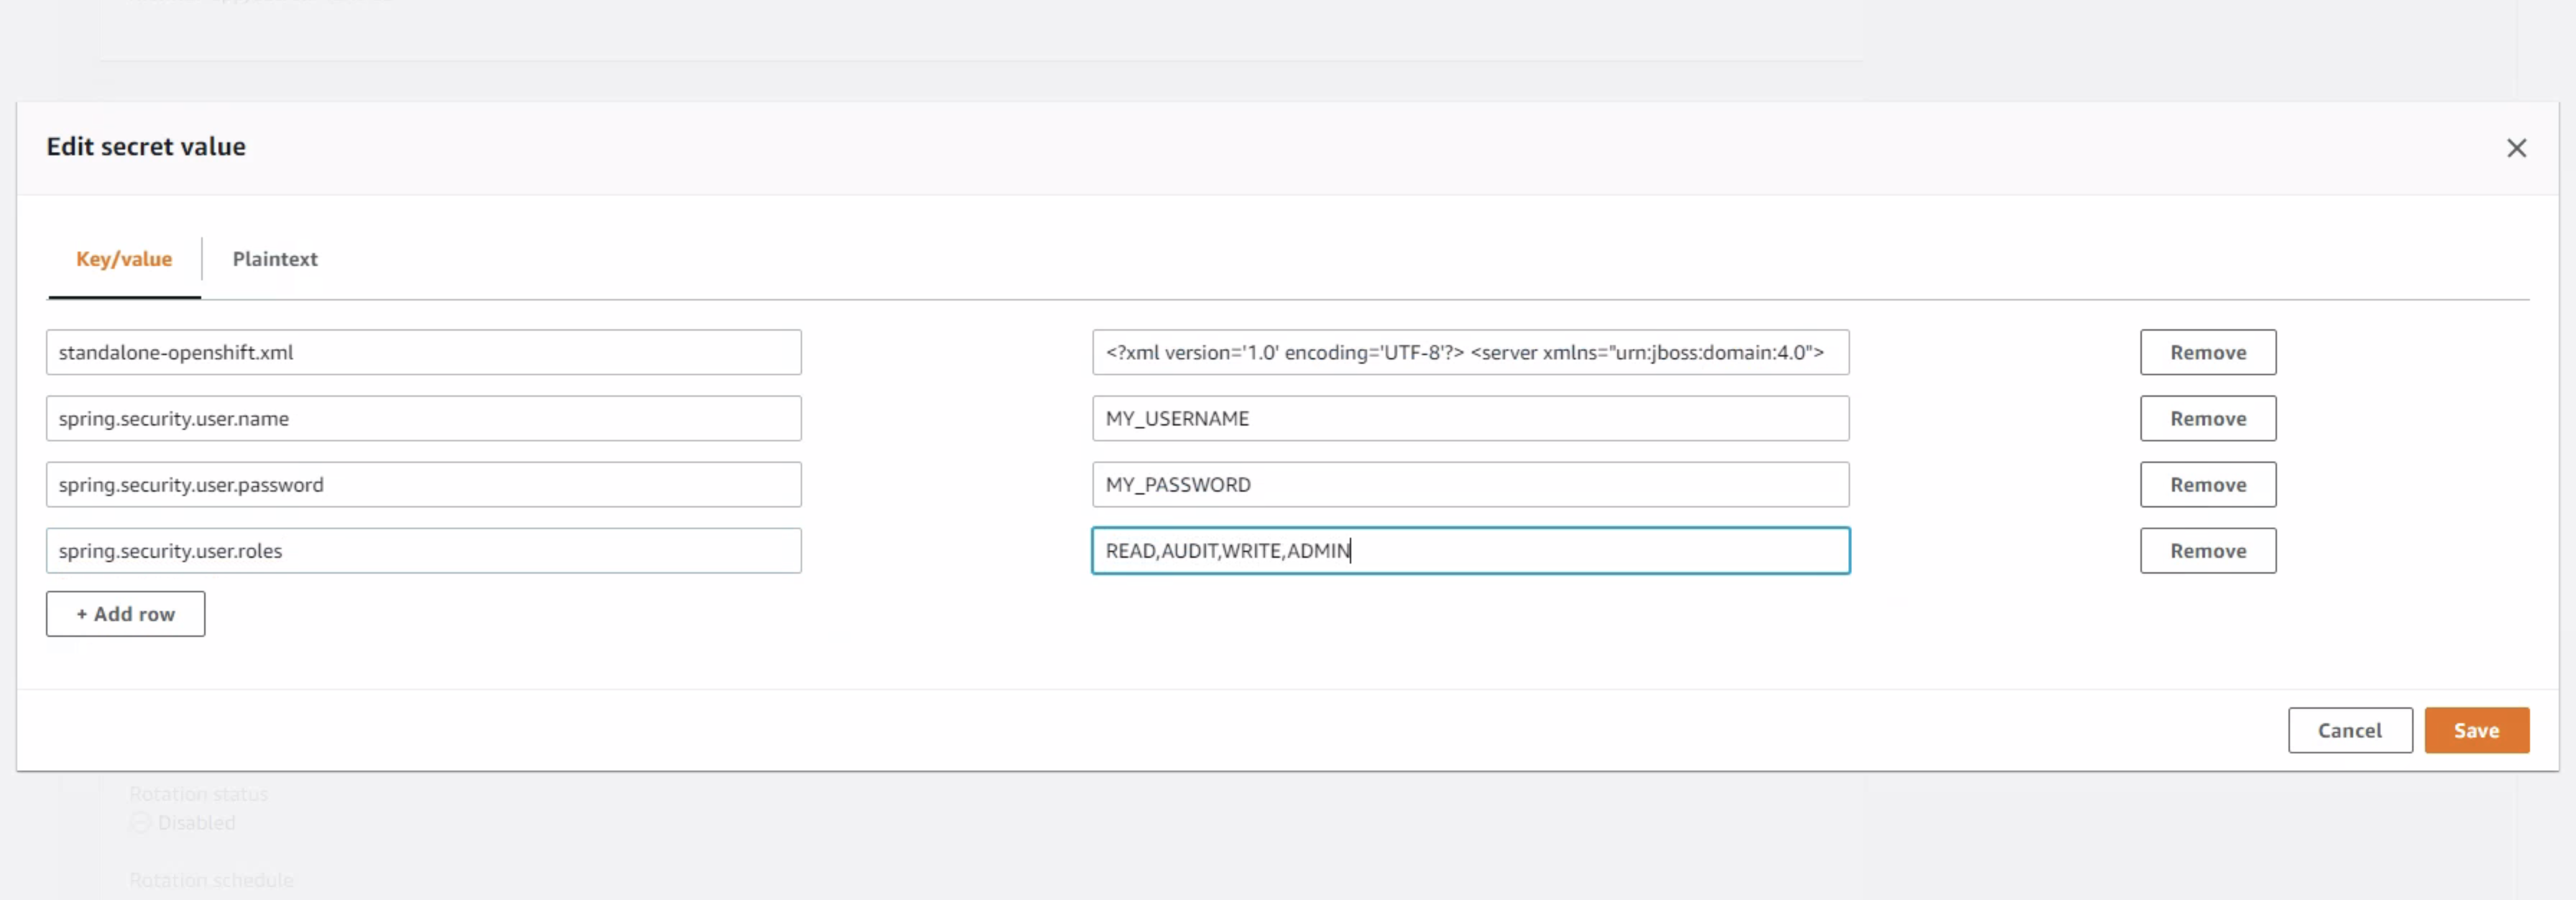 Edit secret value
Key/value Plaintext
standalone-openshift.xml <?xml version='1.0' encoding='UTF-8'?> <server xmlns="urn:jboss:domain:4.0"> Remove
spring.security.user.name MY_USERNAME Remove
spring.security.user.password MY_PASSWORD Remove
spring.security.user.roles READ,AUDIT,WRITE,ADMIN Remove
+ Add row
Cancel Save
Rotation status
Disabled
Rotation schedule